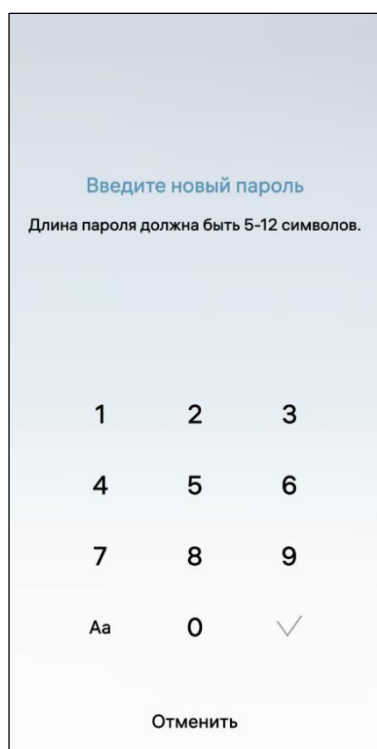 Введите новый пароль
Длина пароля должна быть 5-12 символов.
1 2 3
4 5 6
7 8 9
Aa 0
Отменить